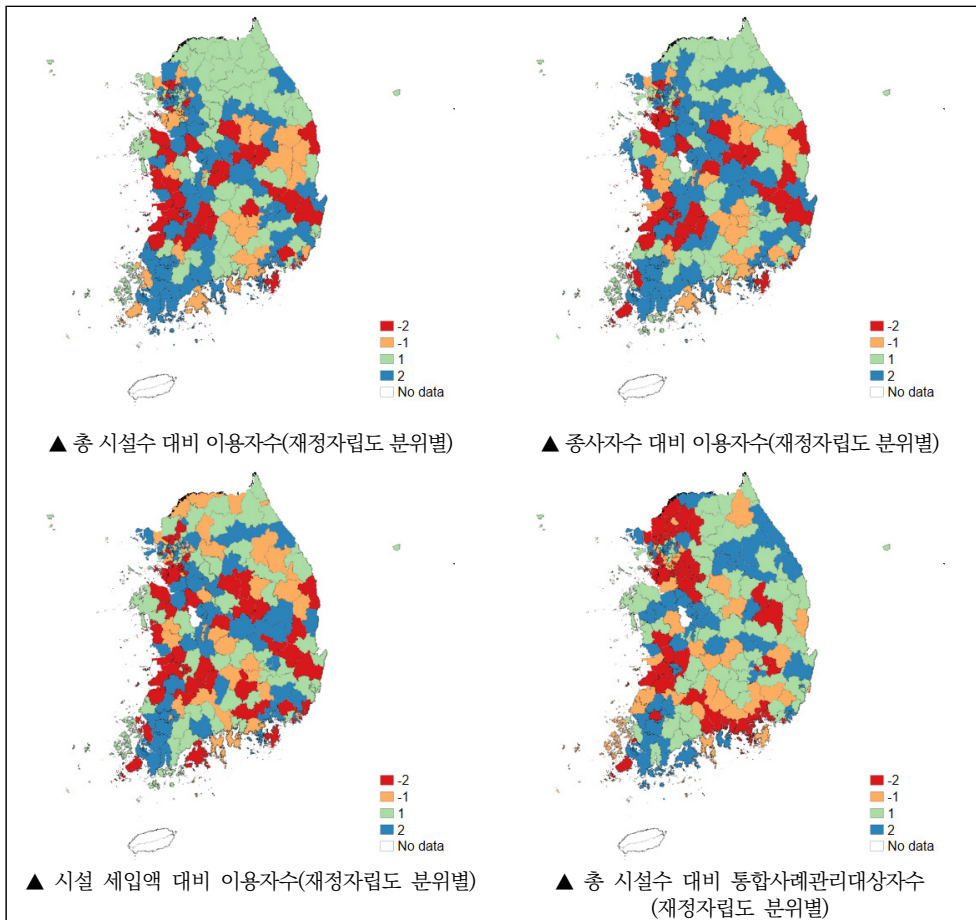 -2
-1
1
2
No data
▲ 총 시설수 대비 이용자수(재정자립도 분위별)
-2
-1
1
2
No data
▲ 종사자수 대비 이용자수(재정자립도 분위별)
-2
-1
1
2
No data
▲ 시설 세입액 대비 이용자수(재정자립도 분위별)
-2
-1
1
2
No data
▲ 총 시설수 대비 통합사례관리대상자수
(재정자립도 분위별)